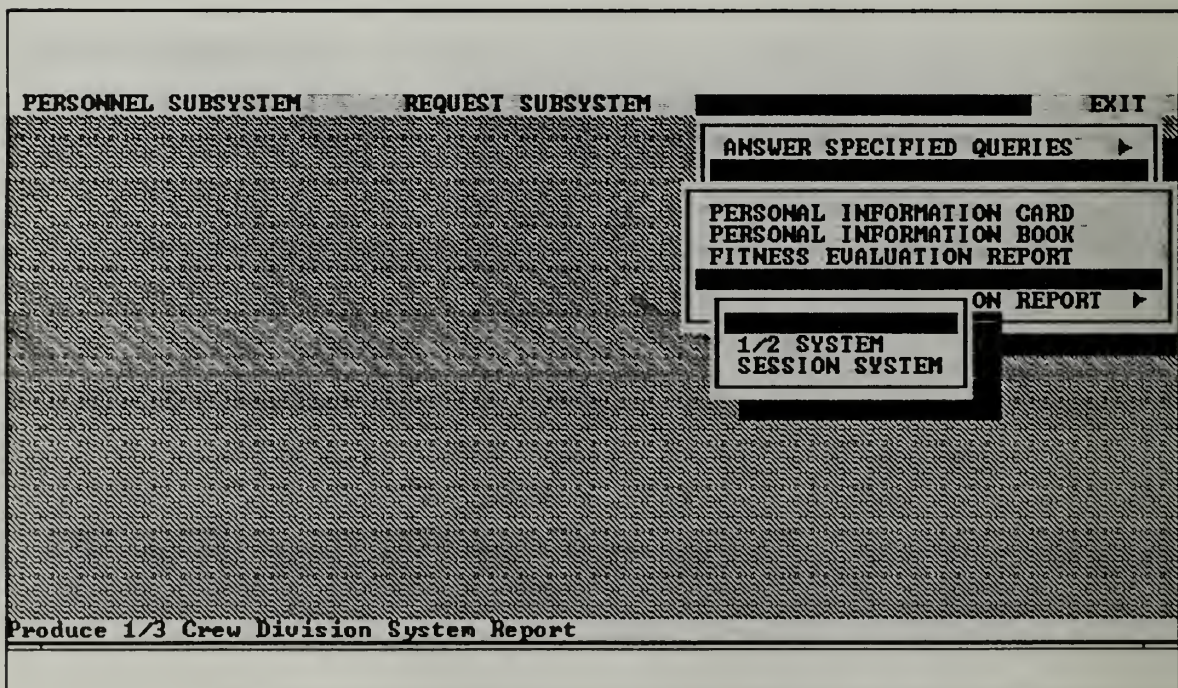 PERSONNEL SUBSYSTEM REQUEST SUBSYSTEM EXIT
ANSWER SPECIFIED QUERIES
PERSONAL INFORMATION CARD
PERSONAL INFORMATION BOOK
FITNESS EVALUATION REPORT
ON REPORT
1/2 SYSTEM
SESSION SYSTEM
Produce 1/3 Crew Division System Report